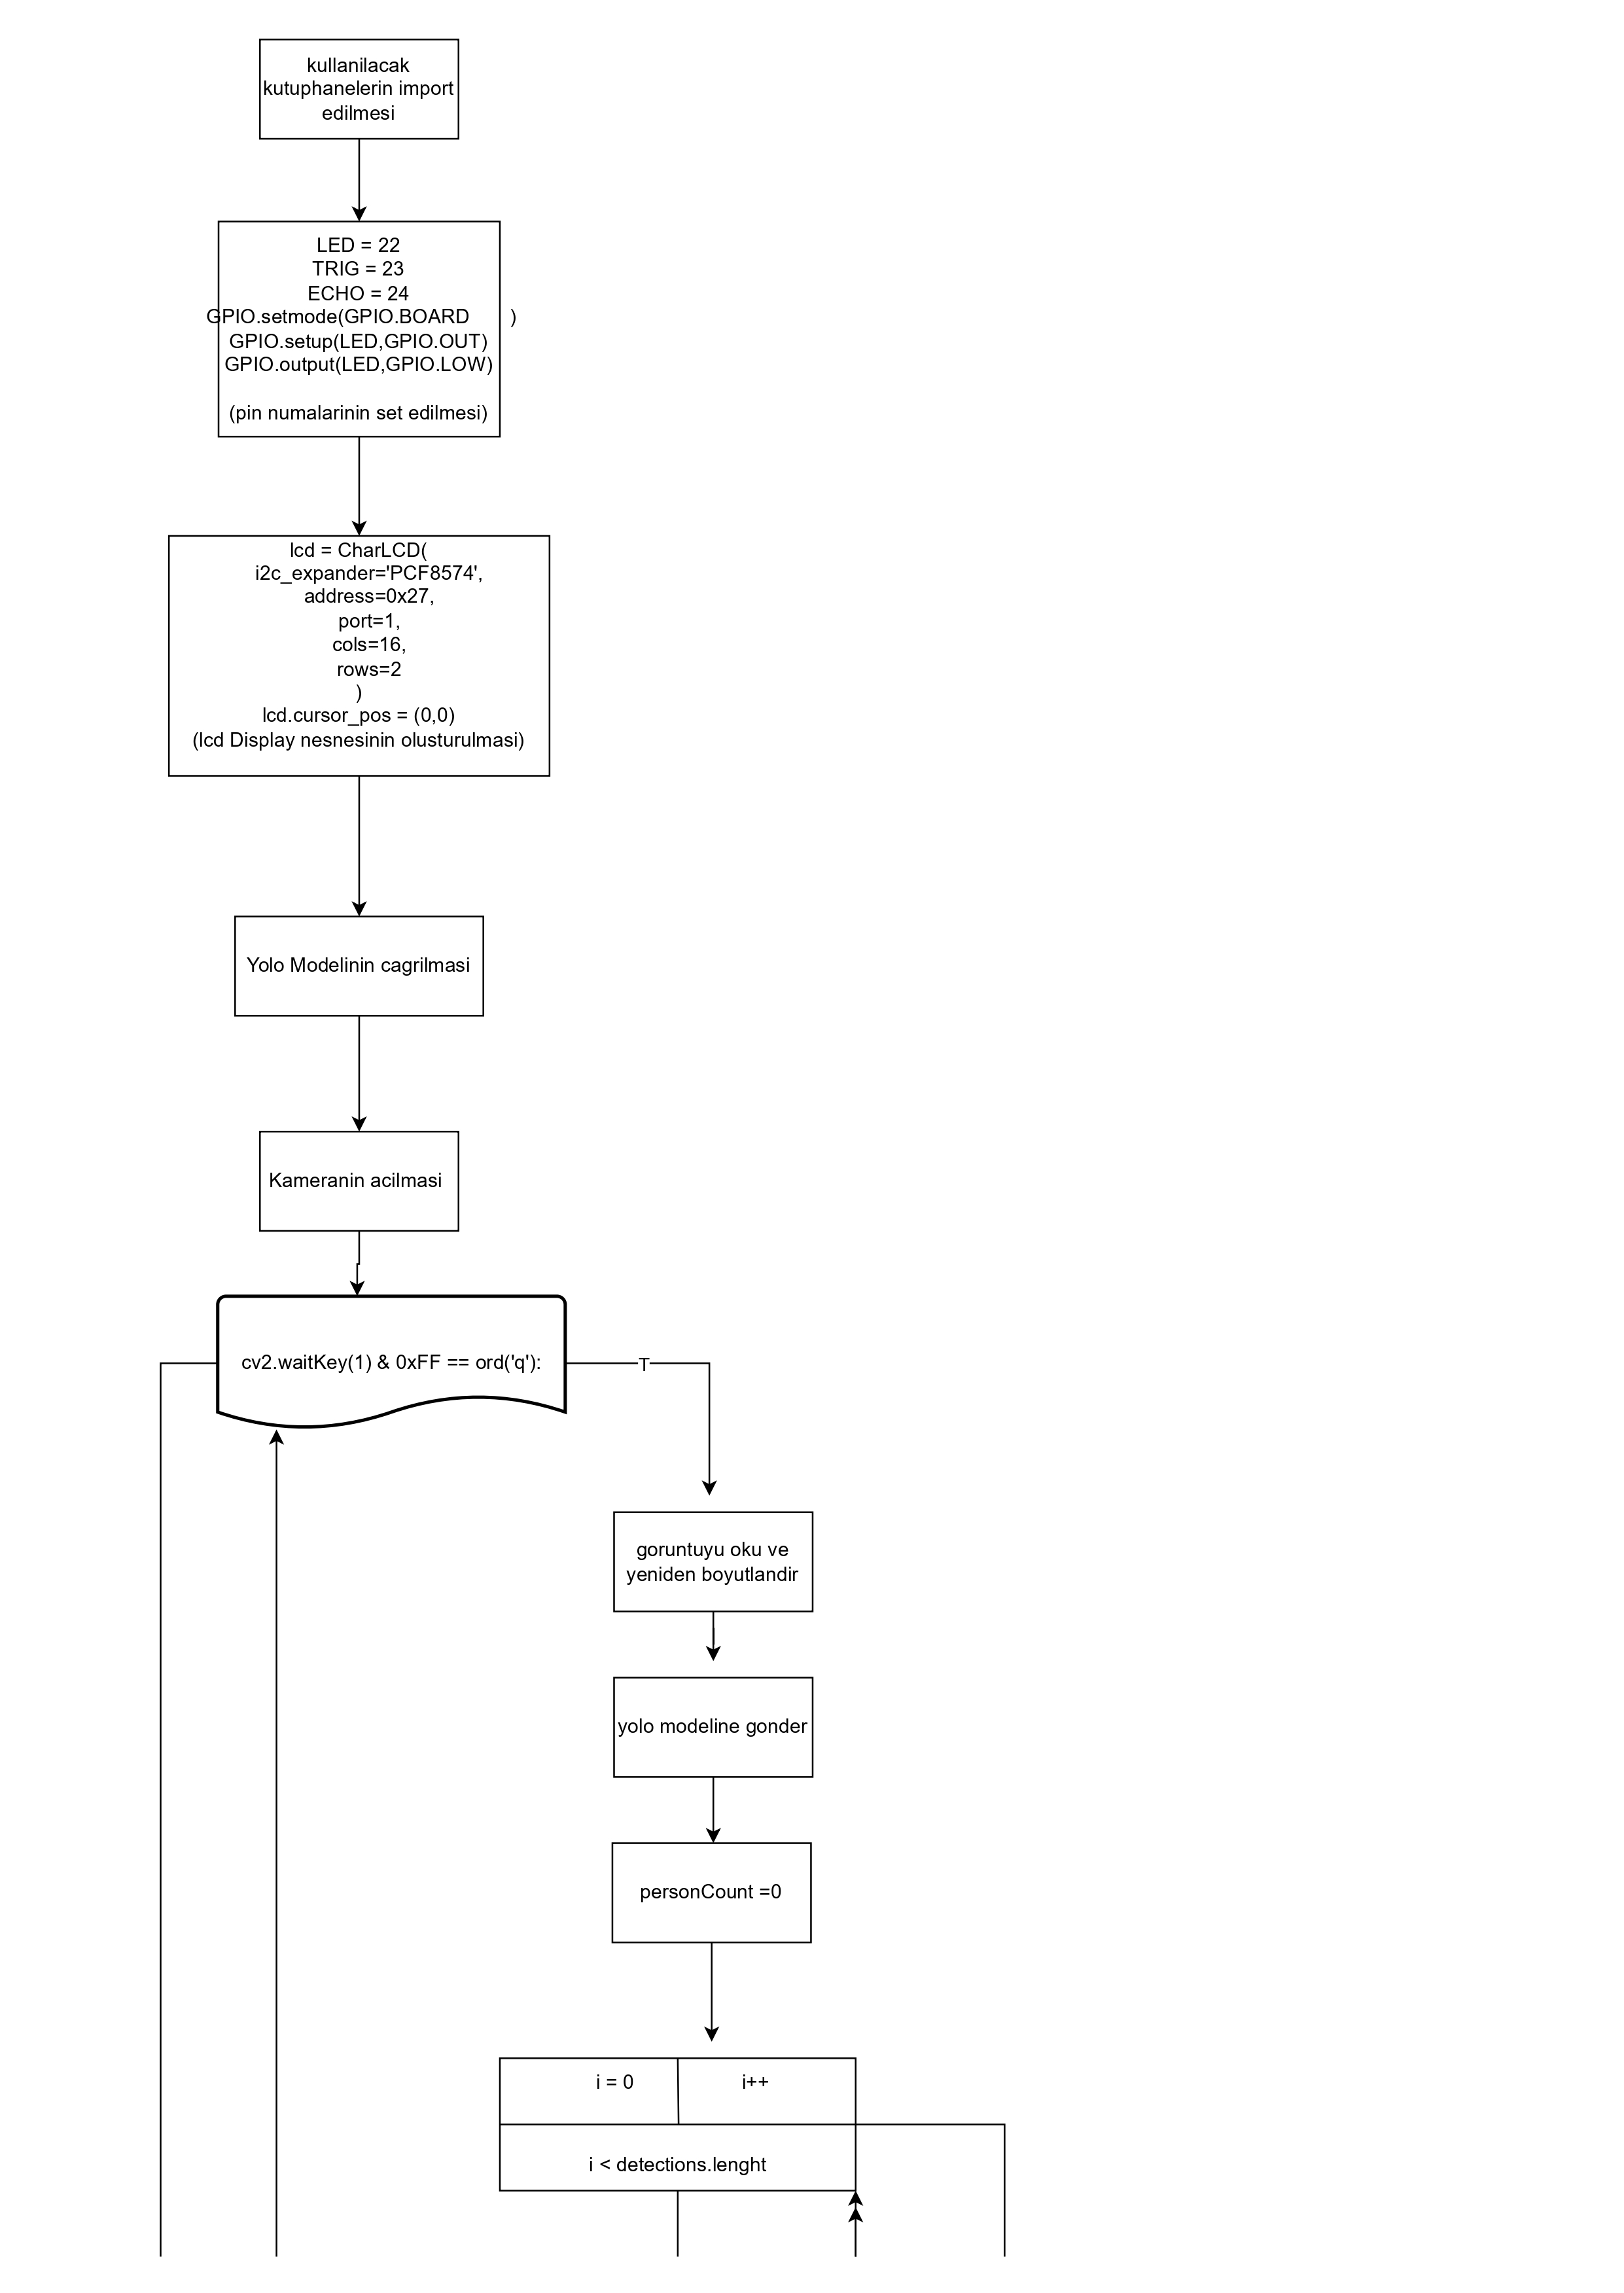 kullanilacak
kutuphanelerin import
edilmesi
LED = 22
TRIG = 23
ECHO = 24
GPIO.setmode(GPIO.BOARD )
GPIO.setup(LED,GPIO.OUT)
GPIO.output(LED,GPIO.LOW)
(pin numalarinin set edilmesi)
lcd = CharLCD(
i2c_expander='PCF8574',
address=0x27,
port=1,
cols=16,
rows=2
)
lcd.cursor_pos = (0,0)
(lcd Display nesnesinin olusturulmasi)
Yolo Modelinin cagrilmasi
Kameranin acilmasi
cv2.waitKey(1) & 0xFF == ord('q'):
T
goruntuyu oku ve
yeniden boyutlandir
yolo modeline gonder
personCount =0
i = 0
i++
i < detections.lenght